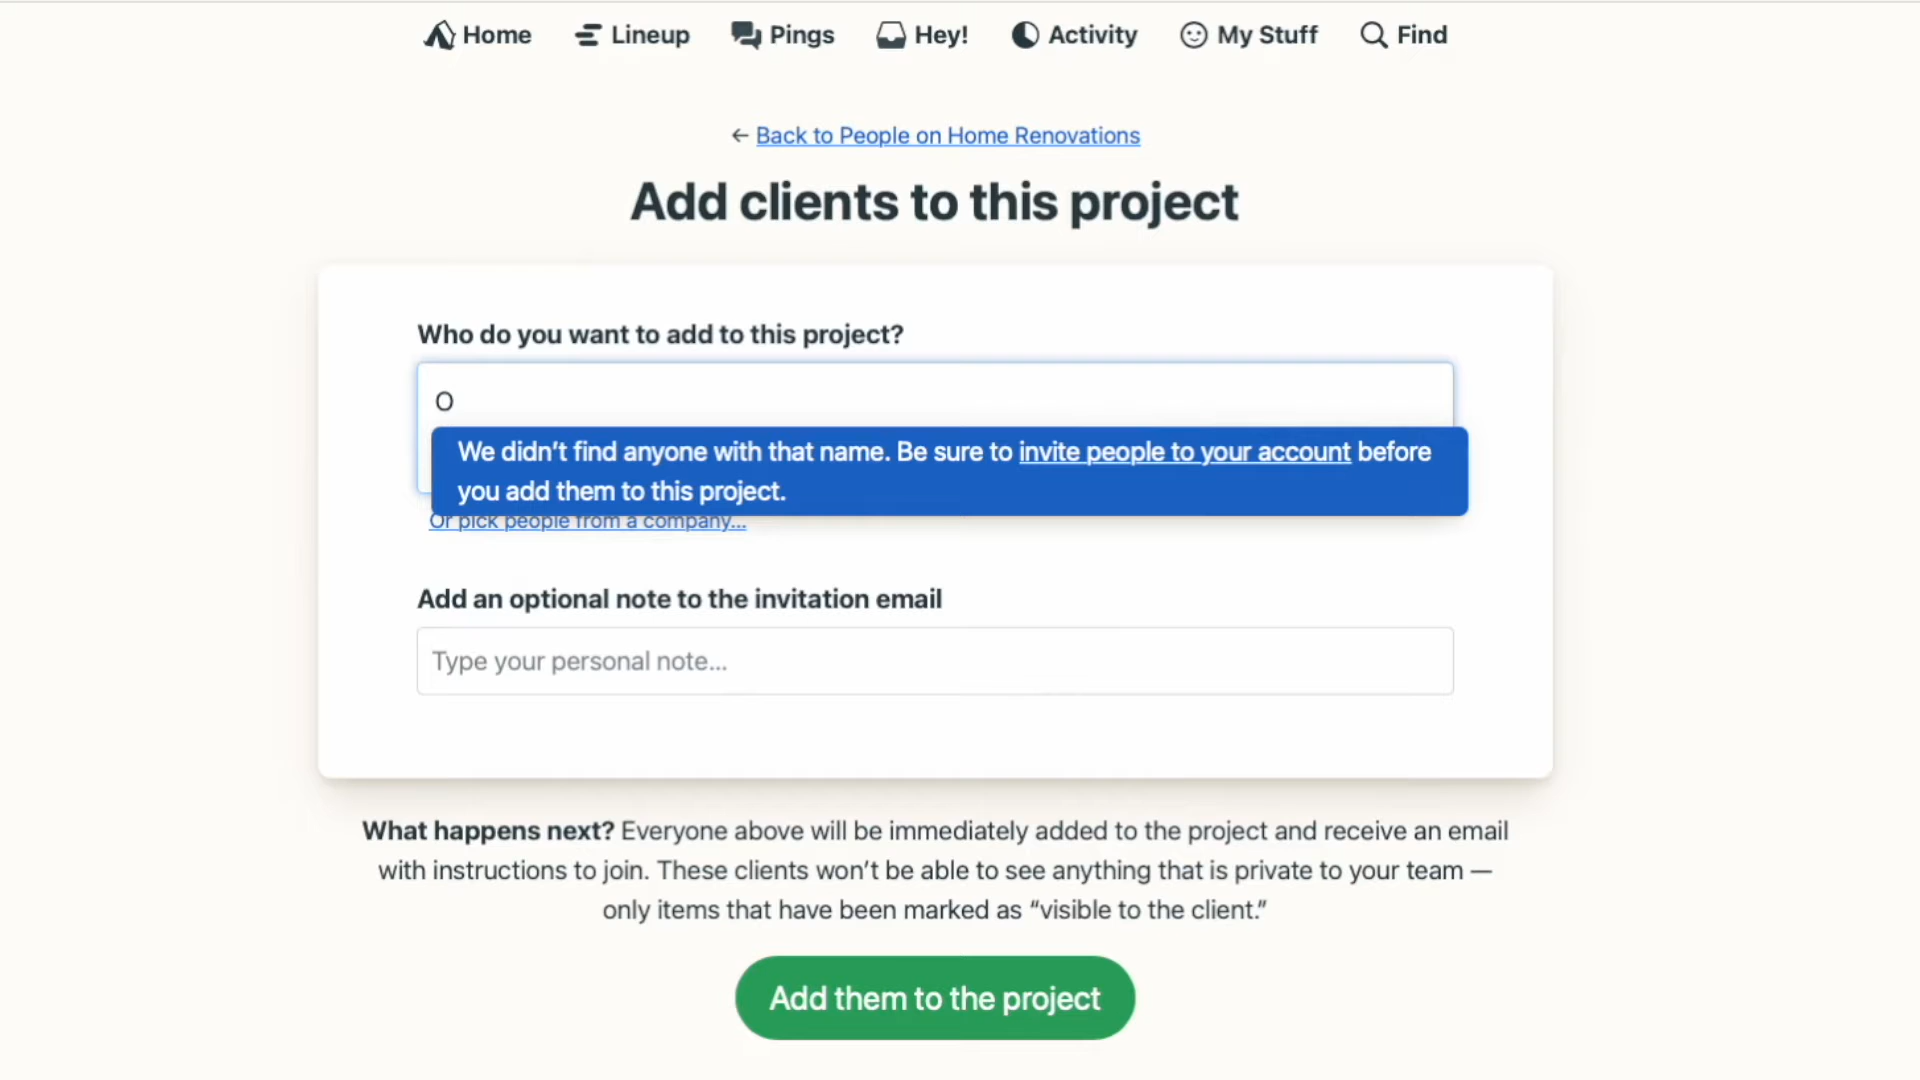 Home Lineup Pings Hey! Activity My Stuff Find
← Back to People on Home Renovations
Add clients to this project
Who do you want to add to this project?
O
We didn’t find anyone with that name. Be sure to invite people to your account before
you add them to this project.
Or pick people from a company...
Add an optional note to the invitation email
Type your personal note...
What happens next? Everyone above will be immediately added to the project and receive an email
with instructions to join. These clients won’t be able to see anything that is private to your team —
only items that have been marked as “visible to the client.”
Add them to the project